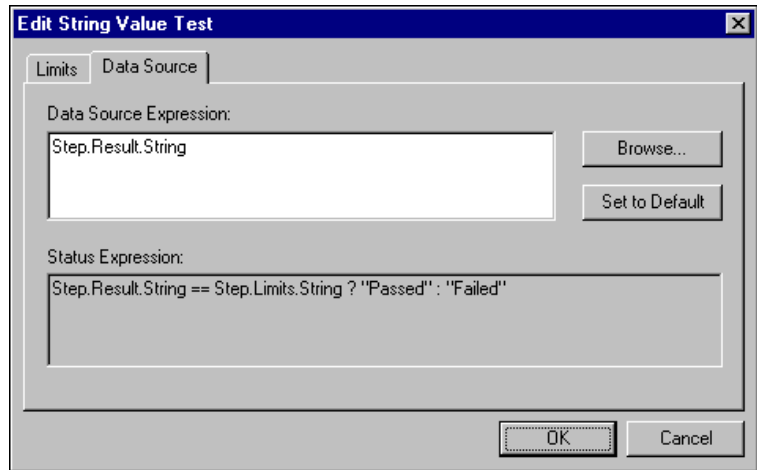 Edit String Value Test
Limits
Data Source
Data Source Expression:
Step.Result.String
Browse...
Set to Default
Status Expression:
Step.Result.String == Step.Limits.String ? "Passed" : "Failed"
OK
Cancel